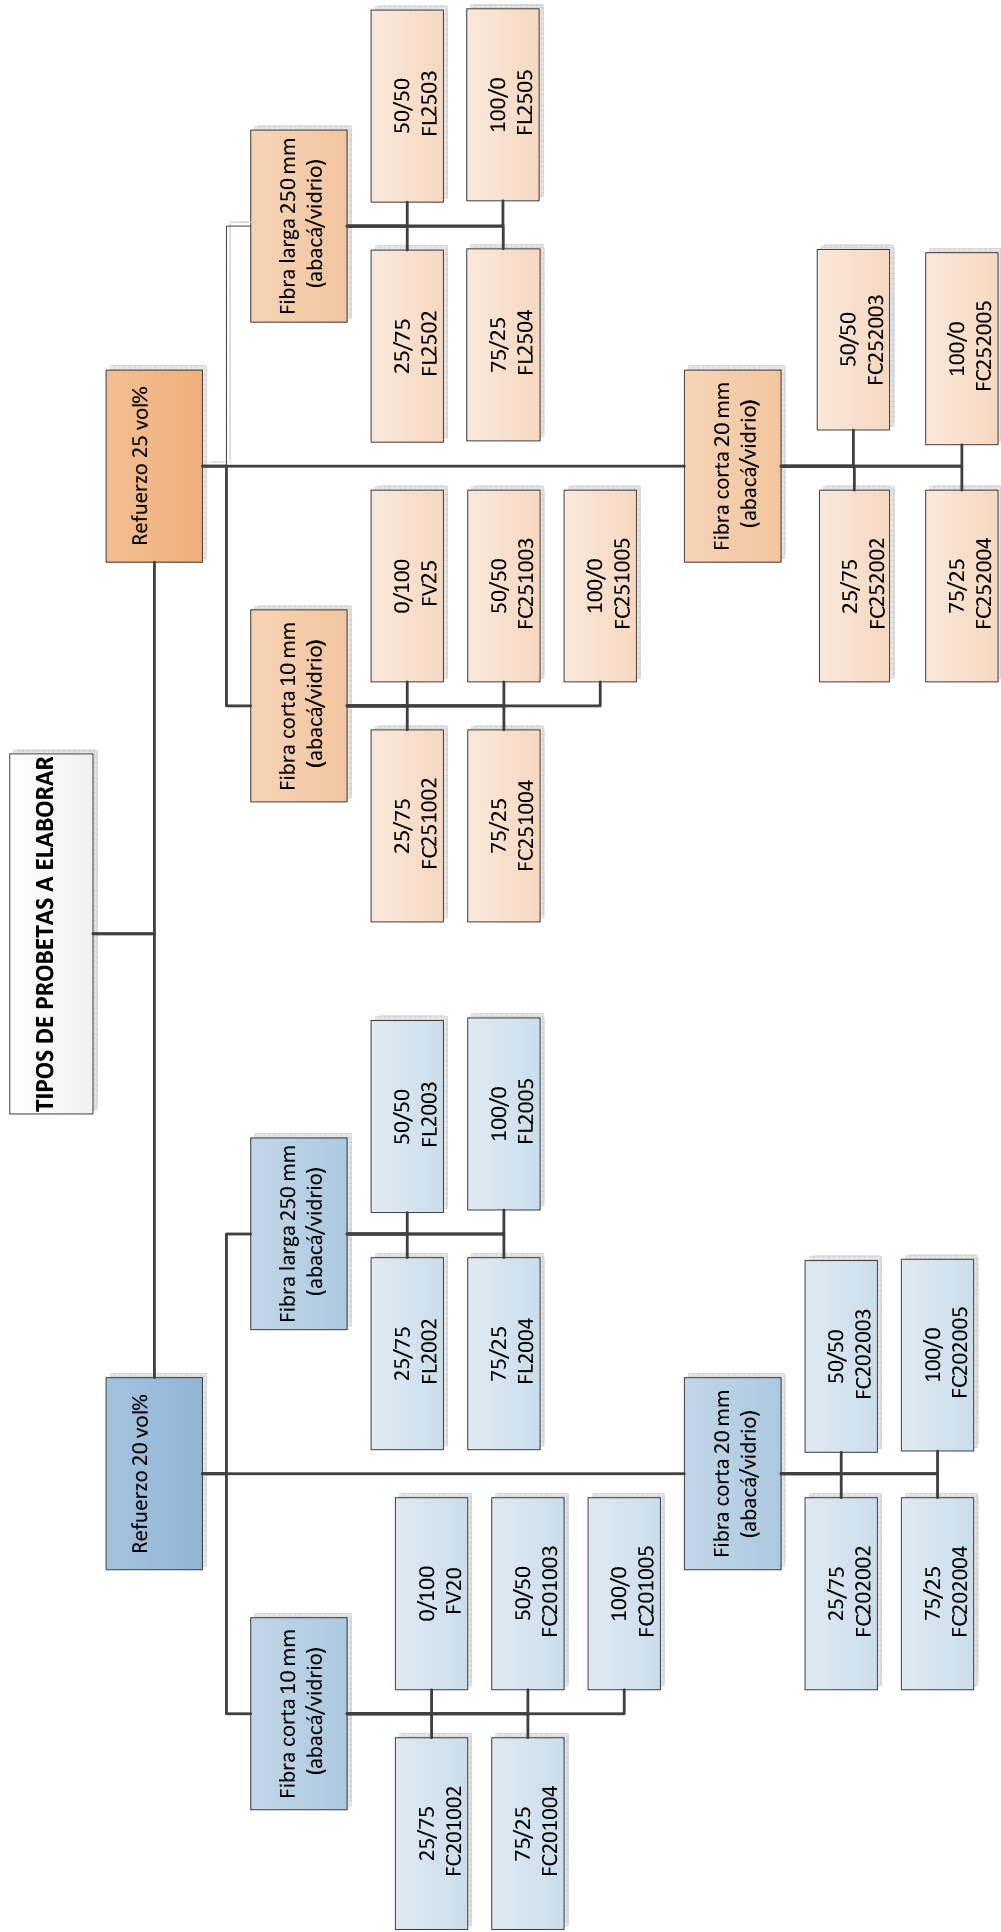 TIPOS DE PROBETAS A ELABORAR
Refuerzo 20 vol%
Fibra corta 10 mm
(abacá/vidrio)
25/75
FC201002
0/100
FV20
75/25
FC201004
50/50
FC201003
100/0
FC201005
Fibra larga 250 mm
(abacá/vidrio)
25/75
FL2002
50/50
FL2003
75/25
FL2004
100/0
FL2005
Fibra corta 20 mm
(abacá/vidrio)
25/75
FC202002
50/50
FC202003
75/25
FC202004
100/0
FC202005
Refuerzo 25 vol%
Fibra corta 10 mm
(abacá/vidrio)
25/75
FC251002
0/100
FV25
75/25
FC251004
50/50
FC251003
100/0
FC251005
Fibra larga 250 mm
(abacá/vidrio)
25/75
FL2502
50/50
FL2503
75/25
FL2504
100/0
FL2505
Fibra corta 20 mm
(abacá/vidrio)
25/75
FC252002
50/50
FC252003
75/25
FC252004
100/0
FC252005